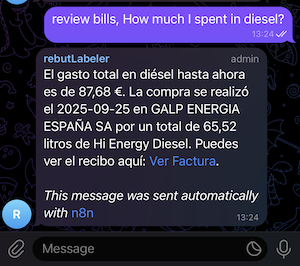 review bills, How much I spent in diesel?
13:24
rebutLabeler admin
El gasto total en diésel hasta ahora
es de 87,68 €. La compra se realizó
el 2025-09-25 en GALP ENERGIA
ESPAÑA SA por un total de 65,52
litros de Hi Energy Diesel. Puedes
ver el recibo aquí: Ver Factura.
This message was sent automatically
with n8n
13:24
R
Message